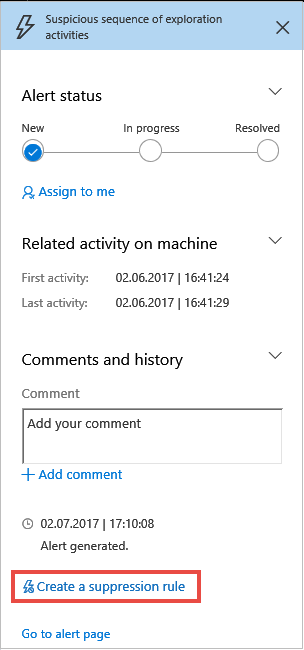 Suspicious sequence of exploration
activities
Alert status
New In progress Resolved
Assign to me
Related activity on machine
First activity: 02.06.2017 | 16:41:24
Last activity: 02.06.2017 | 16:41:29
Comments and history
Comment
Add your comment
Add comment
02.07.2017 | 17:10:08
Alert generated.
Create a suppression rule
Go to alert page